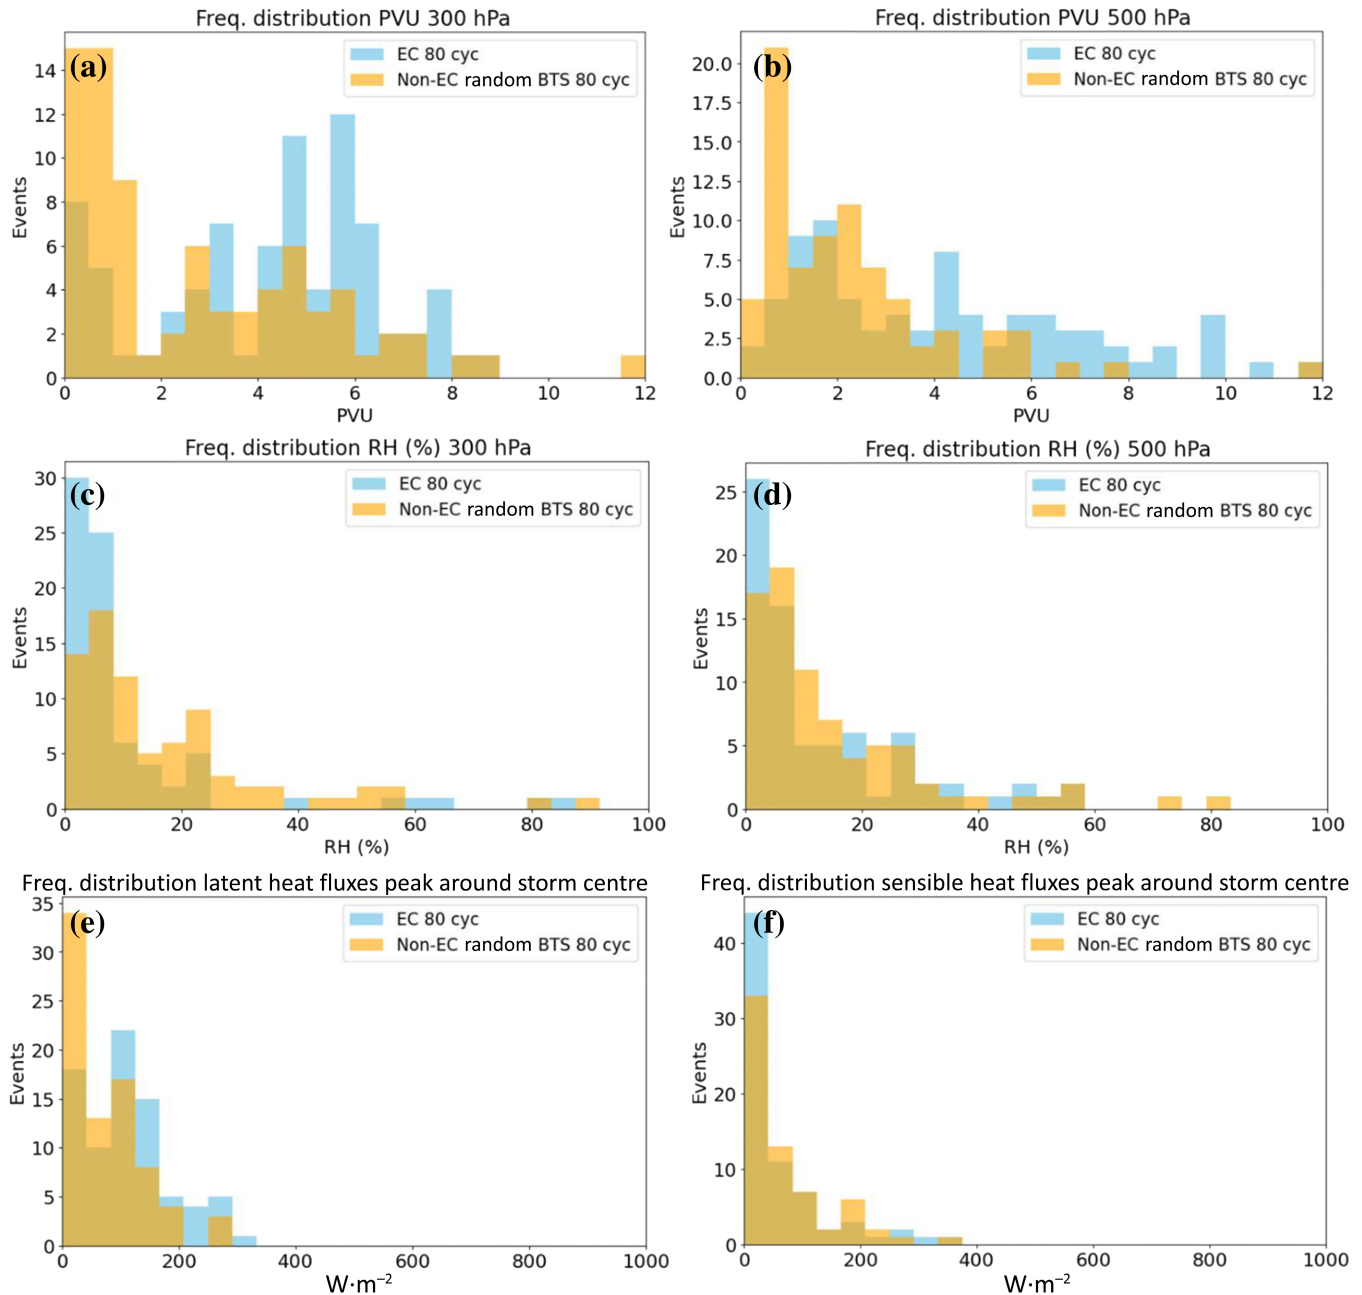 Freq. distribution PVU 300 hPa
(a)
EC 80 cyc
Non-EC random BTS 80 cyc
Events
14
12
10
8
6
4
2
0
0 2 4 6 8 10 12
PVU
Freq. distribution PVU 500 hPa
(b)
EC 80 cyc
Non-EC random BTS 80 cyc
Events
20.0
17.5
15.0
12.5
10.0
7.5
5.0
2.5
0.0
0 2 4 6 8 10 12
PVU
Freq. distribution RH (%) 300 hPa
(c)
EC 80 cyc
Non-EC random BTS 80 cyc
Events
30
25
20
15
10
5
0
0 20 40 60 80 100
RH (%)
Freq. distribution RH (%) 500 hPa
(d)
EC 80 cyc
Non-EC random BTS 80 cyc
Events
25
20
15
10
5
0
0 20 40 60 80 100
RH (%)
Freq. distribution latent heat fluxes peak around storm centre
(e)
EC 80 cyc
Non-EC random BTS 80 cyc
Events
35
30
25
20
15
10
5
0
0 200 400 600 800 1000
W·m⁻²
Freq. distribution sensible heat fluxes peak around storm centre
(f)
EC 80 cyc
Non-EC random BTS 80 cyc
Events
40
30
20
10
0
0 200 400 600 800 1000
W·m⁻²